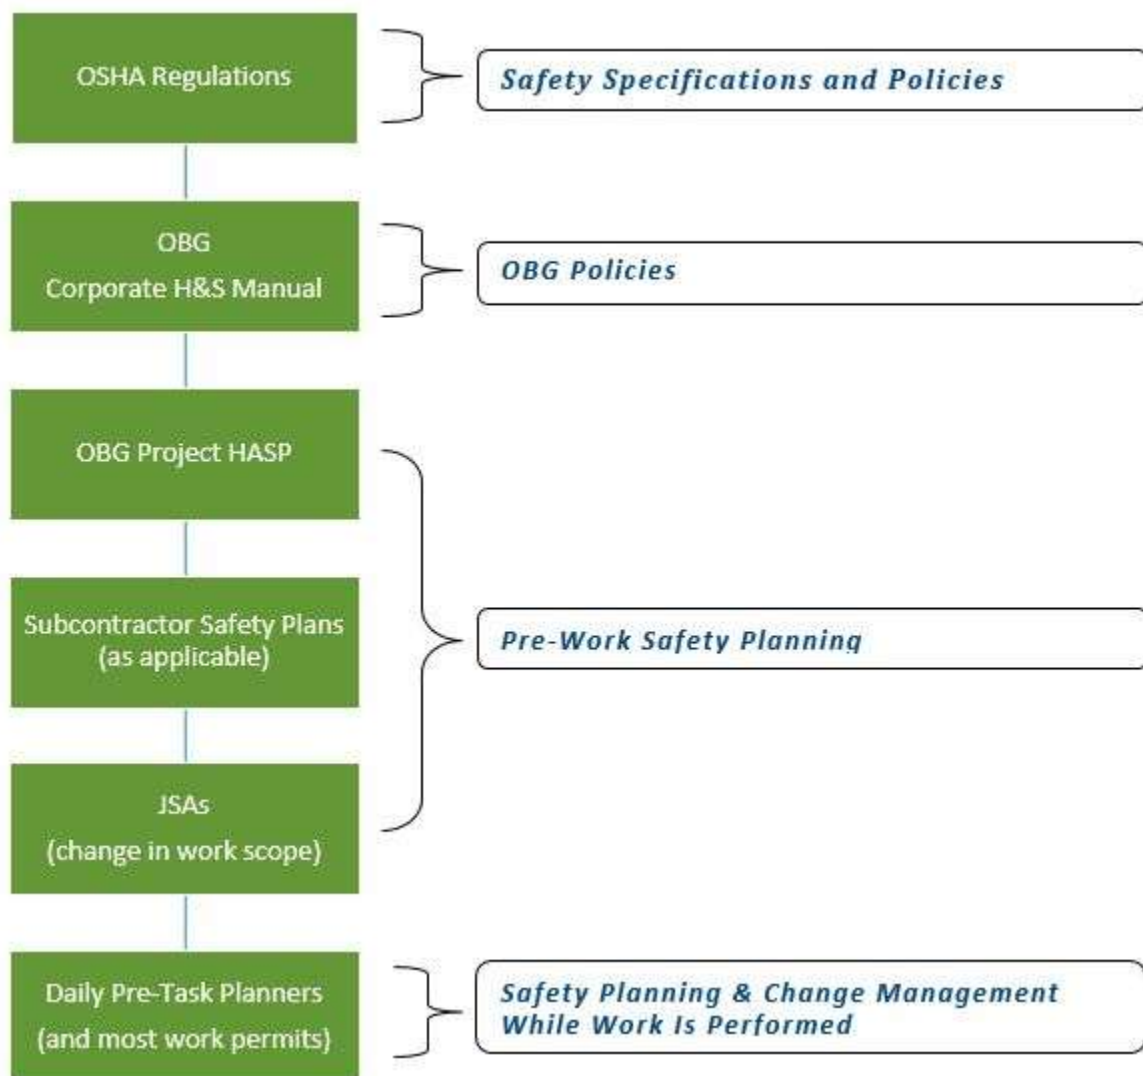 OSHA Regulations
Safety Specifications and Policies
OBG
Corporate H&S Manual
OBG Policies
OBG Project HASP
Subcontractor Safety Plans
(as applicable)
Pre-Work Safety Planning
JSAs
(change in work scope)
Daily Pre-Task Planners
(and most work permits)
Safety Planning & Change Management
While Work Is Performed